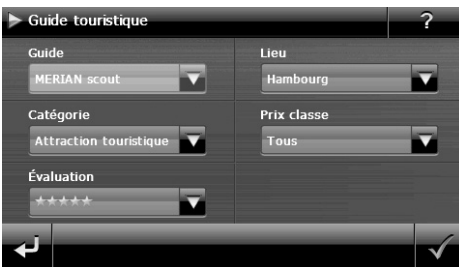 Guide touristique ?
Guide
MERIAN scout
Lieu
Hambourg
Catégorie
Attraction touristique
Prix classe
Tous
Évaluation
★★★★★